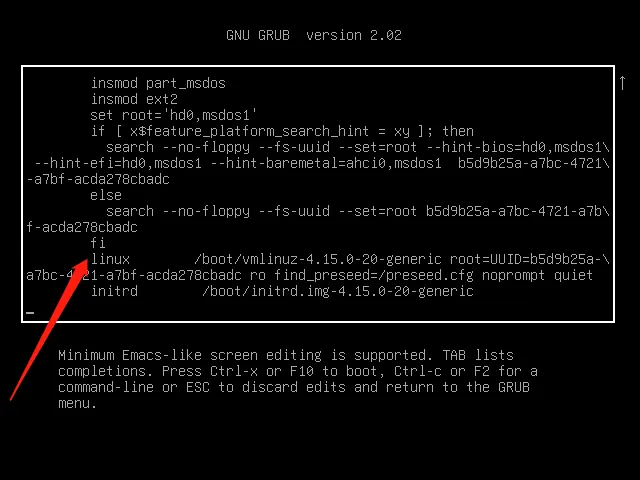 GNU GRUB version 2.02
↑
insmod part_msdos
insmod ext2
set root='hd0,msdos1'
if [ x$feature_platform_search_hint = xy ]; then
search --no-floppy --fs-uuid --set=root --hint-bios=hd0,msdos1\
--hint-efi=hd0,msdos1 --hint-baremetal=ahci0,msdos1 b5d9b25a-a7bc-4721\
-a7bf-acda278cbadc
else
search --no-floppy --fs-uuid --set=root b5d9b25a-a7bc-4721-a7b\
f-acda278cbadc
fi
linux /boot/vmlinuz-4.15.0-20-generic root=UUID=b5d9b25a-\
a7bc-4721-a7bf-acda278cbadc ro find_preseed=/preseed.cfg noprompt quiet
initrd /boot/initrd.img-4.15.0-20-generic
Minimum Emacs-like screen editing is supported. TAB lists
completions. Press Ctrl-x or F10 to boot, Ctrl-c or F2 for a
command-line or ESC to discard edits and return to the GRUB
menu.